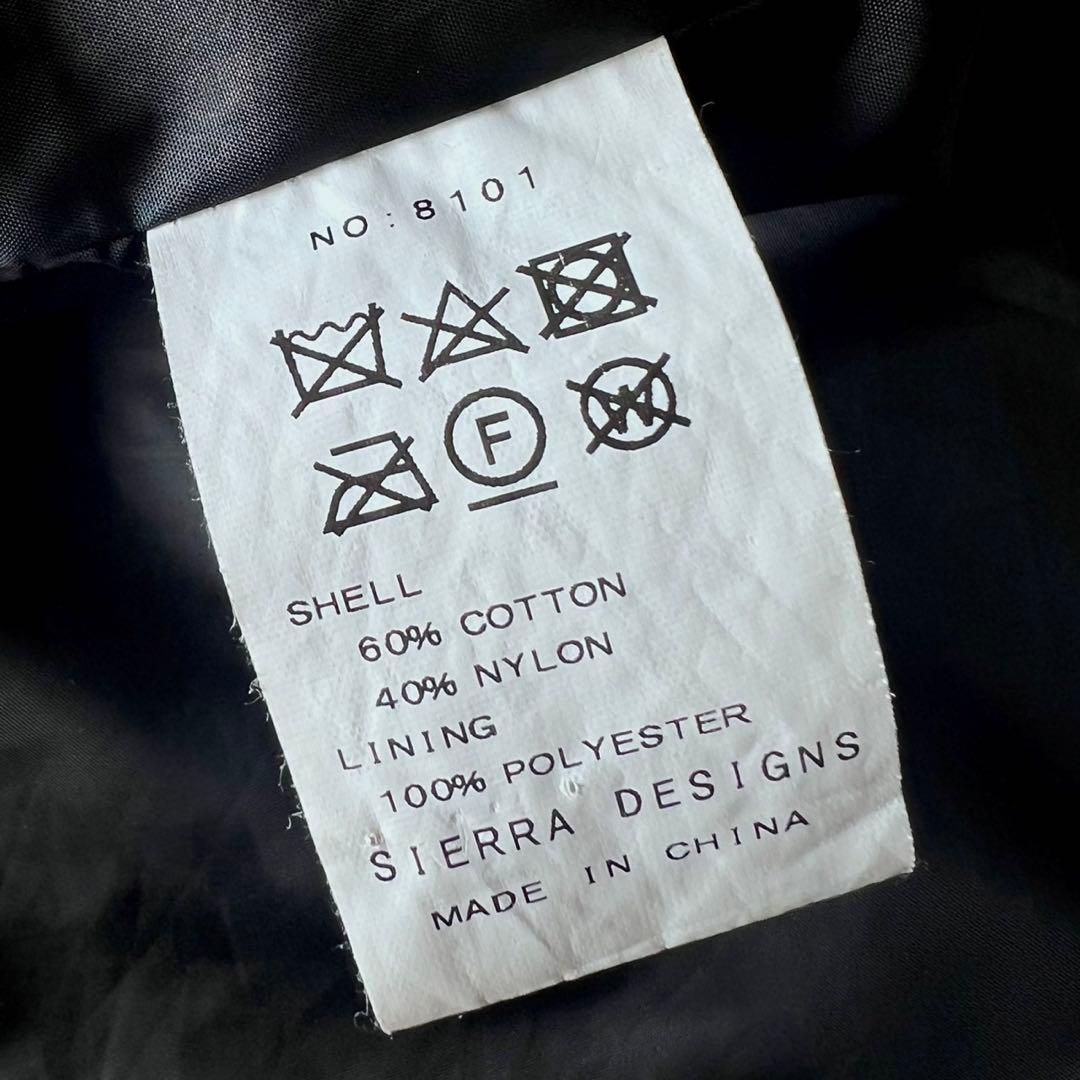 NO:8101
F W
SHELL
60% COTTON
40% NYLON
LINING
100% POLYESTER
SIERRA DESIGNS
MADE IN CHINA